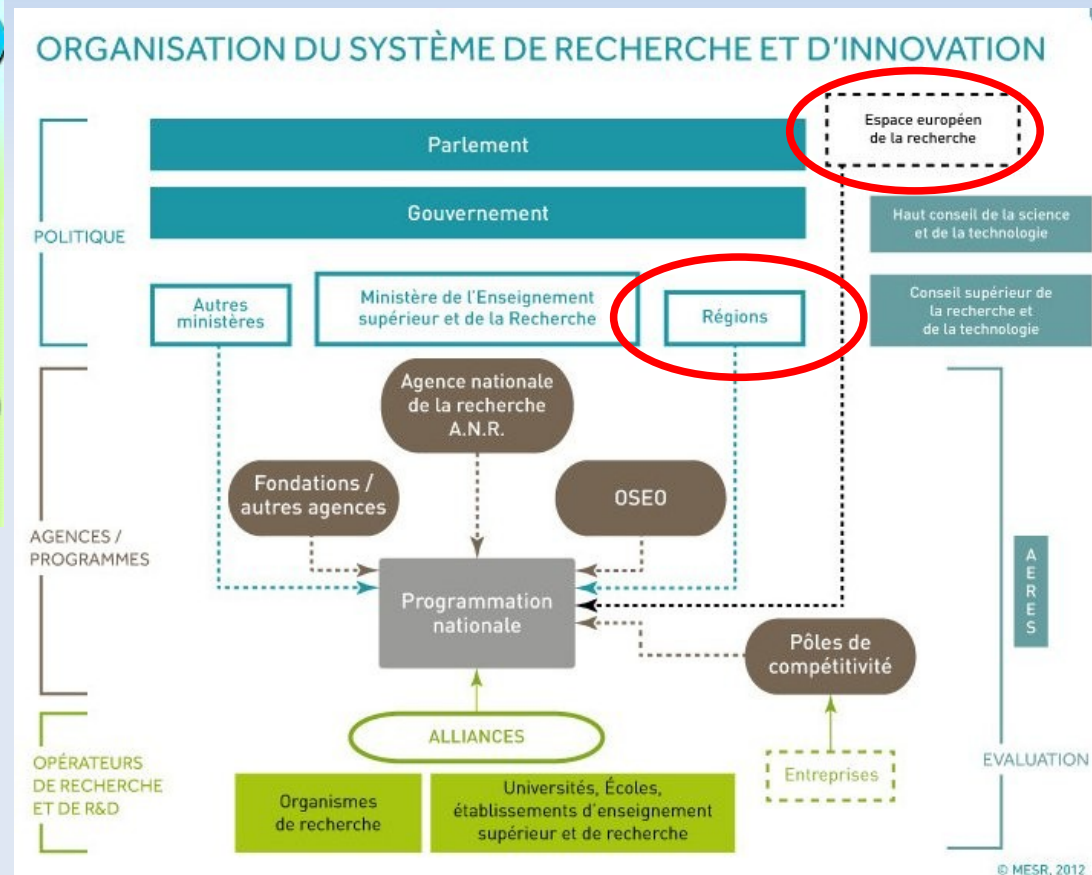 ORGANISATION DU SYSTÈME DE RECHERCHE ET D'INNOVATION
Espace européen
de la recherche
Parlement
Gouvernement
Haut conseil de la science
et de la technologie
POLITIQUE
Autres
ministères
Ministère de l'Enseignement
supérieur et de la Recherche
Régions
Conseil supérieur de
la recherche et
de la technologie
Agence nationale
de la recherche
A.N.R.
Fondations /
autres agences
OSEO
AGENCES /
PROGRAMMES
Programmation
nationale
A
E
R
E
S
Pôles de
compétitivité
ALLIANCES
OPÉRATEURS
DE RECHERCHE
ET DE R&D
Organismes
de recherche
Universités, Écoles,
établissements d'enseignement
supérieur et de recherche
Entreprises
EVALUATION
© MESR, 2012